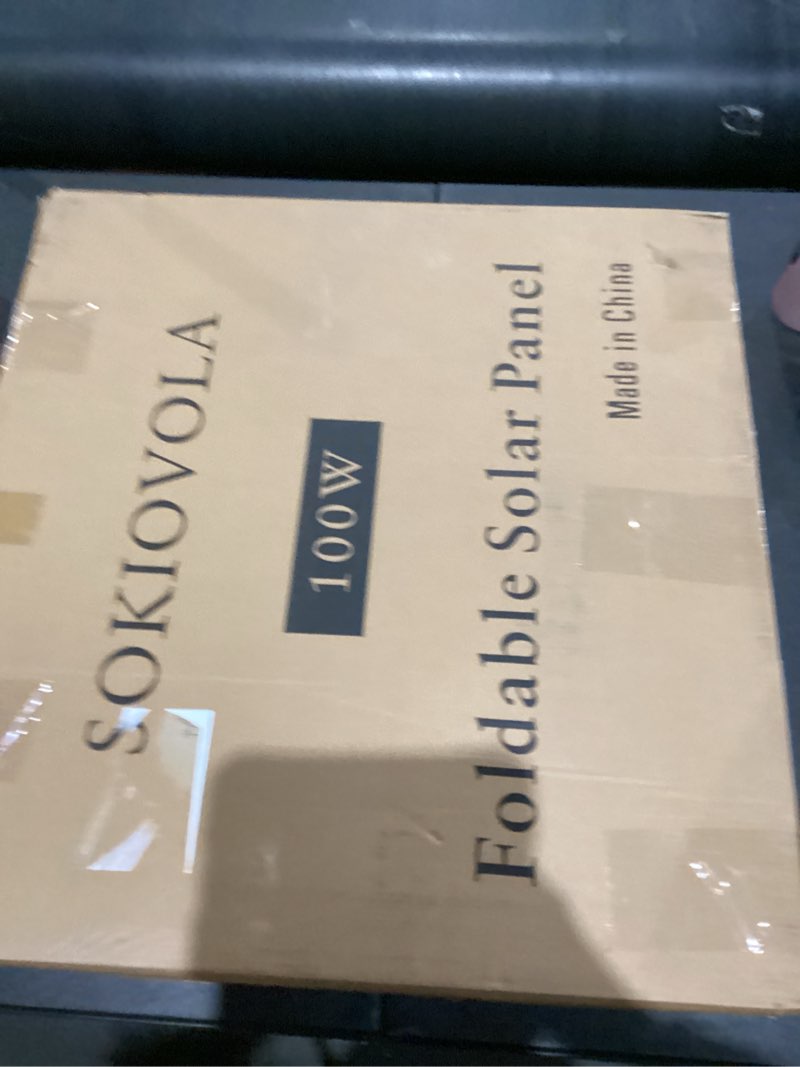 SOKIOVOLA
100W
Foldable Solar Panel
Made in China